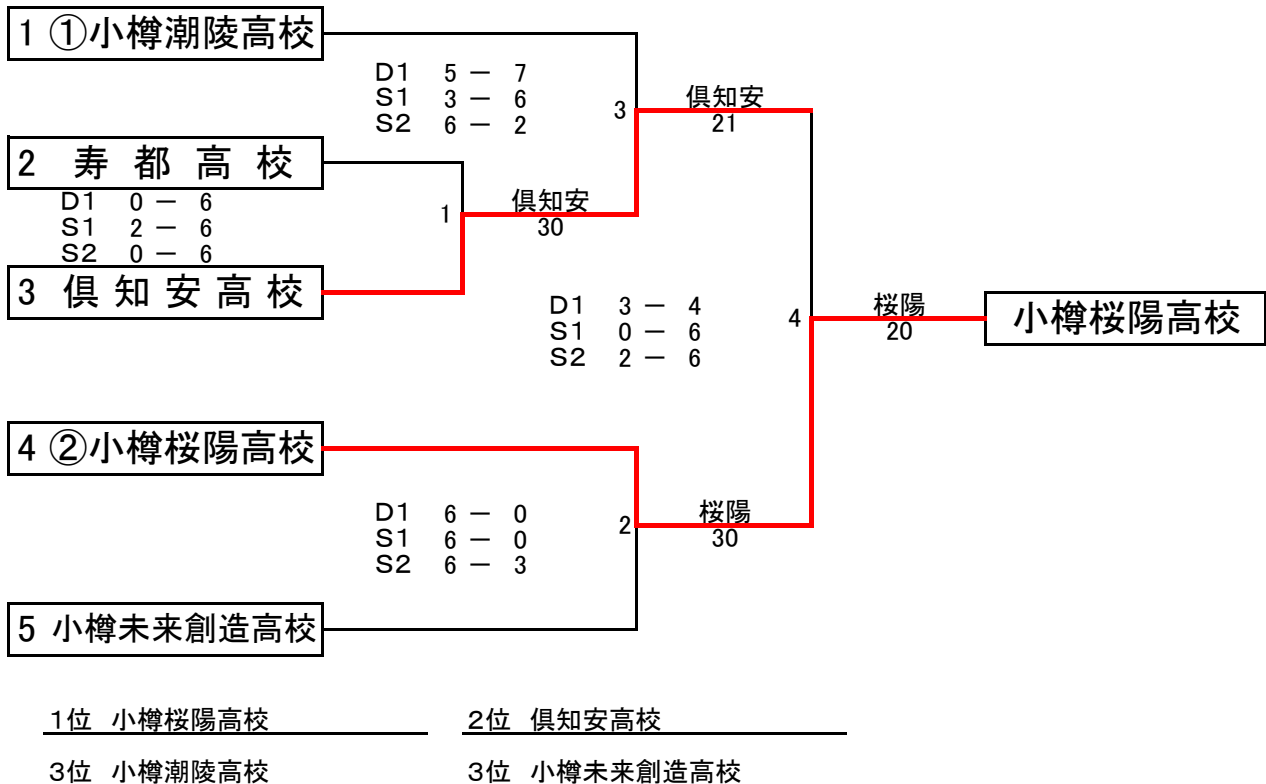 1 ①小樽潮陵高校
D1 5 － 7
S1 3 － 6
S2 6 － 2
3
倶知安
21
2 寿都高校
D1 0 － 6
S1 2 － 6
S2 0 － 6
1
倶知安
30
3 倶知安高校
D1 3 － 4
S1 0 － 6
S2 2 － 6
4
桜陽
20
小樽桜陽高校
4 ②小樽桜陽高校
D1 6 － 0
S1 6 － 0
S2 6 － 3
2
桜陽
30
5 小樽未来創造高校
1位 小樽桜陽高校
2位 倶知安高校
3位 小樽潮陵高校
3位 小樽未来創造高校